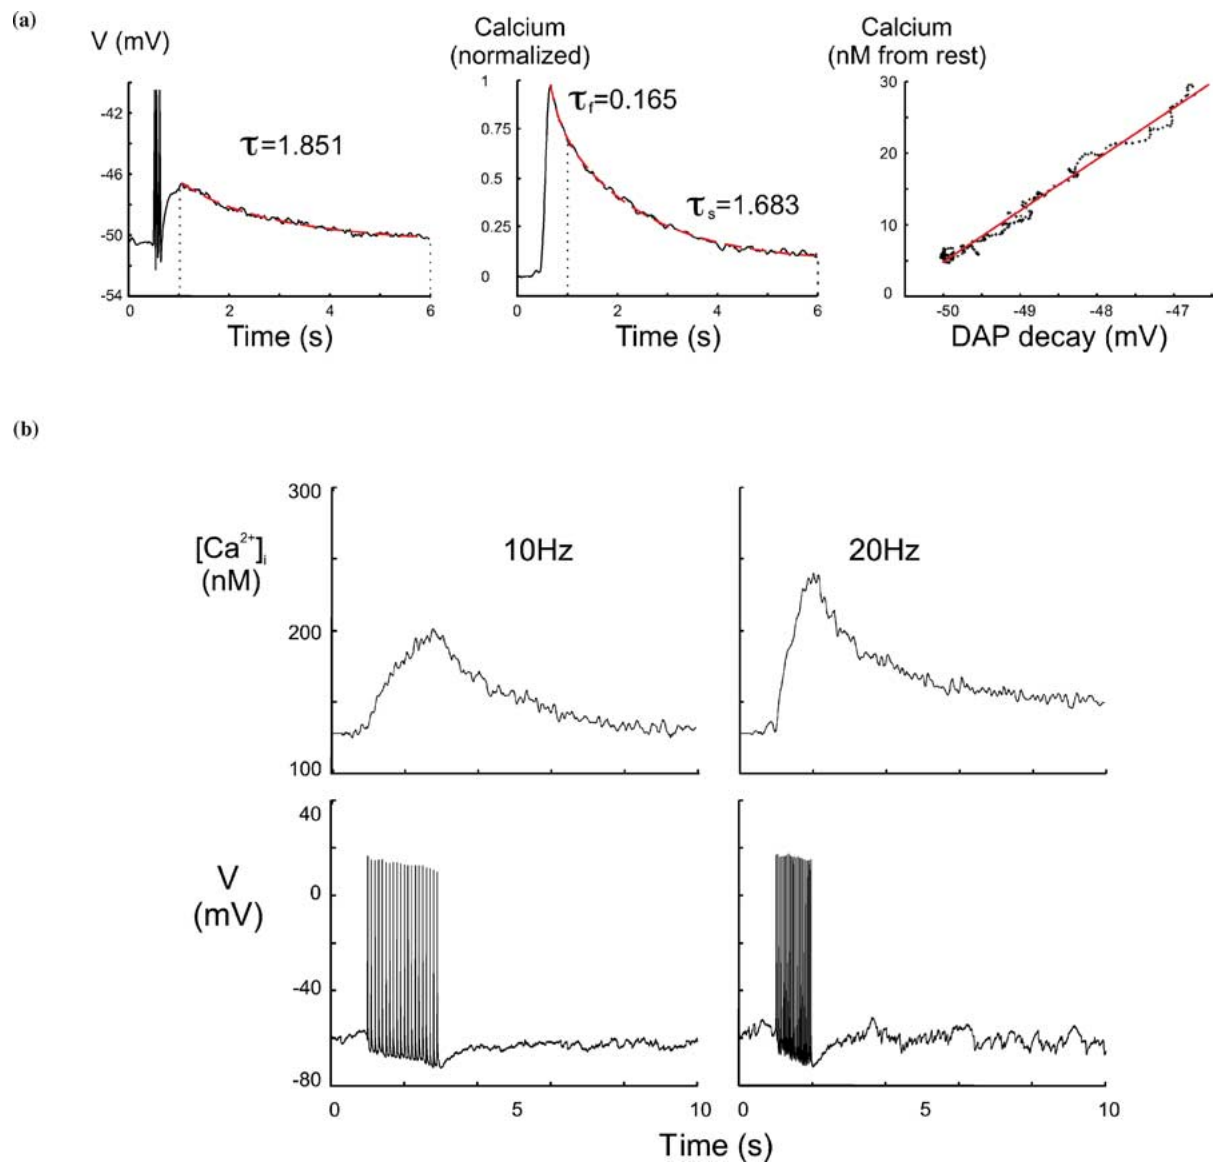 (a)
V (mV)
-42
-46
-50
-54
τ=1.851
0 2 4 6
Time (s)
Calcium
(normalized)
1
0.75
0.5
0.25
0
τf=0.165
τs=1.683
0 2 4 6
Time (s)
Calcium
(nM from rest)
30
20
10
0
-50 -49 -48 -47
DAP decay (mV)
(b)
[Ca²⁺]i
(nM)
300
200
100
10Hz
20Hz
V
(mV)
40
0
-40
-80
0 5 10
0 5 10
Time (s)